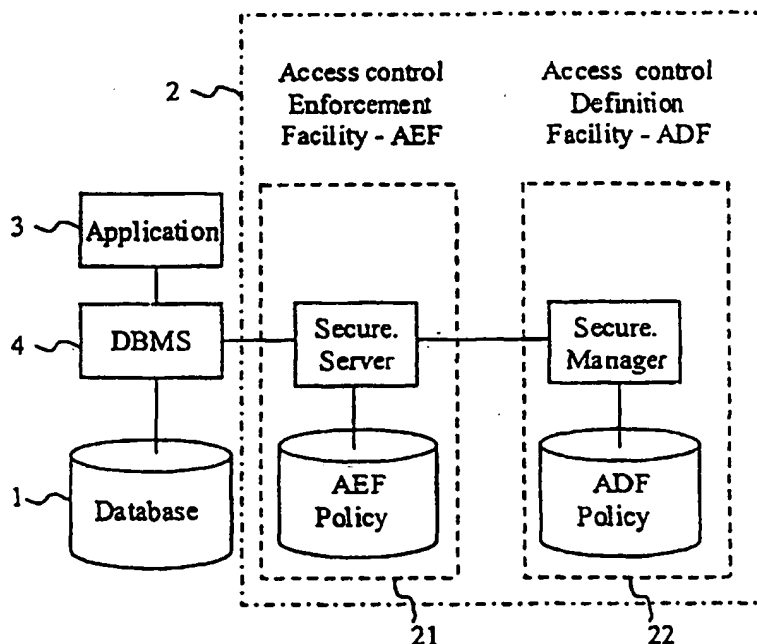 2
Access control
Enforcement
Facility - AEF
Access control
Definition
Facility - ADF
3
Application
4
DBMS
Secure.
Server
Secure.
Manager
1
Database
AEF
Policy
ADF
Policy
21
22